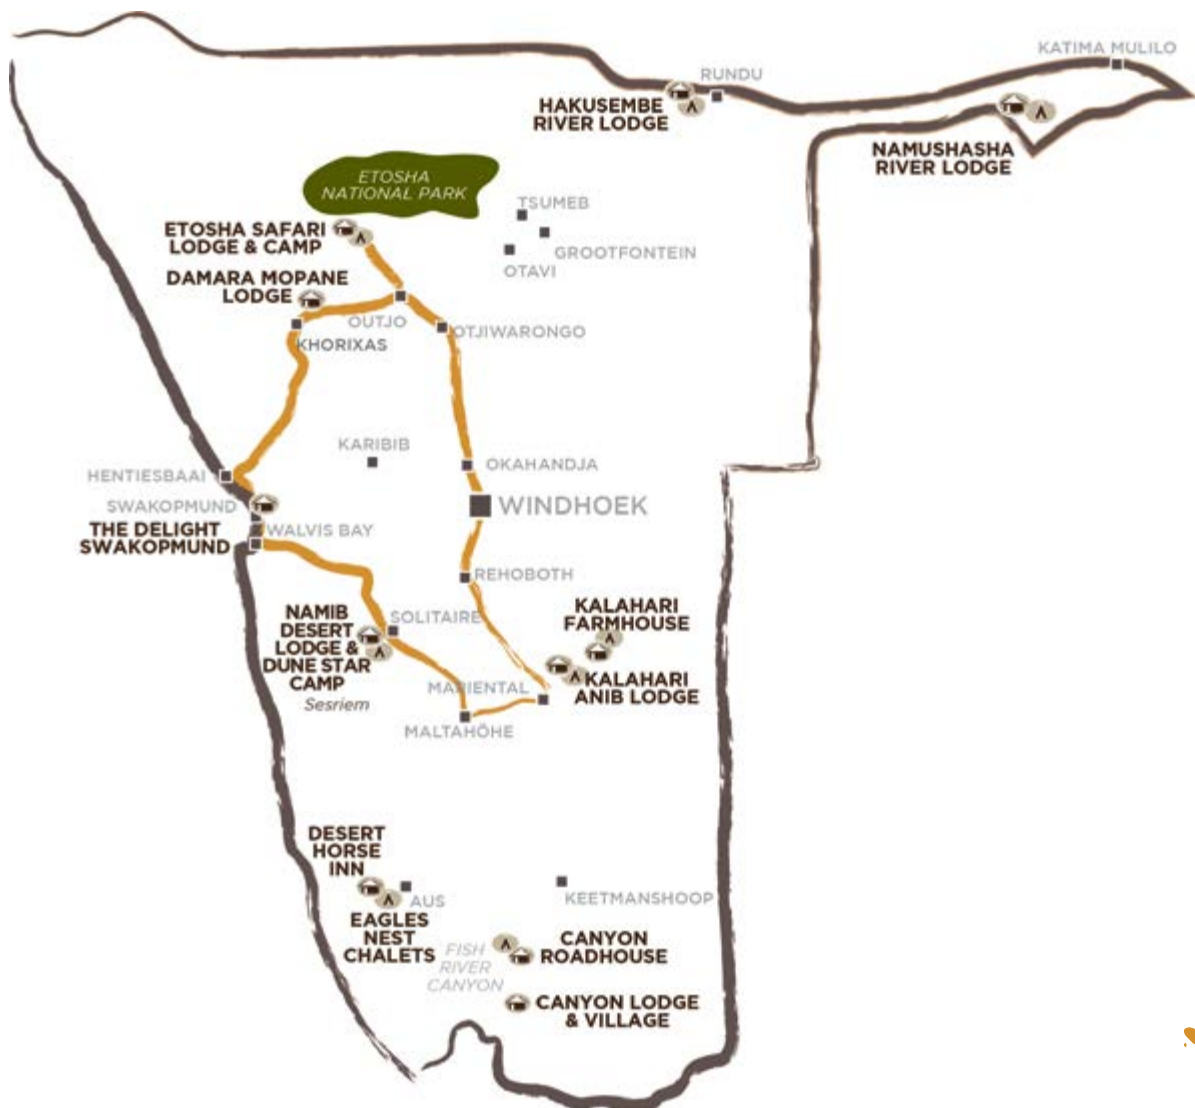 KATIMA MULILO
RUNDU
HAKUSEMBE
RIVER LODGE
NAMUSHASHA
RIVER LODGE
ETOSHA
NATIONAL PARK
TSUMEB
ETOSHA SAFARI
LODGE & CAMP
GROOTFONTEIN
OTAVI
DAMARA MOPANE
LODGE
OUTJO
OTJIWARONGO
KHORIXAS
KARIBIB
OKAHANDJA
HENTIESBAAI
SWAKOPMUND
WINDHOEK
THE DELIGHT
SWAKOPMUND
WALVIS BAY
REHOBOTH
KALAHARI
FARMHOUSE
NAMIB
DESERT
LODGE &
DUNE STAR
CAMP
Sesriem
SOLITAIRE
KALAHARI
ANIB LODGE
MARIENTAL
MALTAHÖHE
DESERT
HORSE
INN
AUS
KEETMANSHOOP
EAGLES
NEST
CHALETS
FISH
RIVER
CANYON
CANYON
ROADHOUSE
CANYON LODGE
& VILLAGE